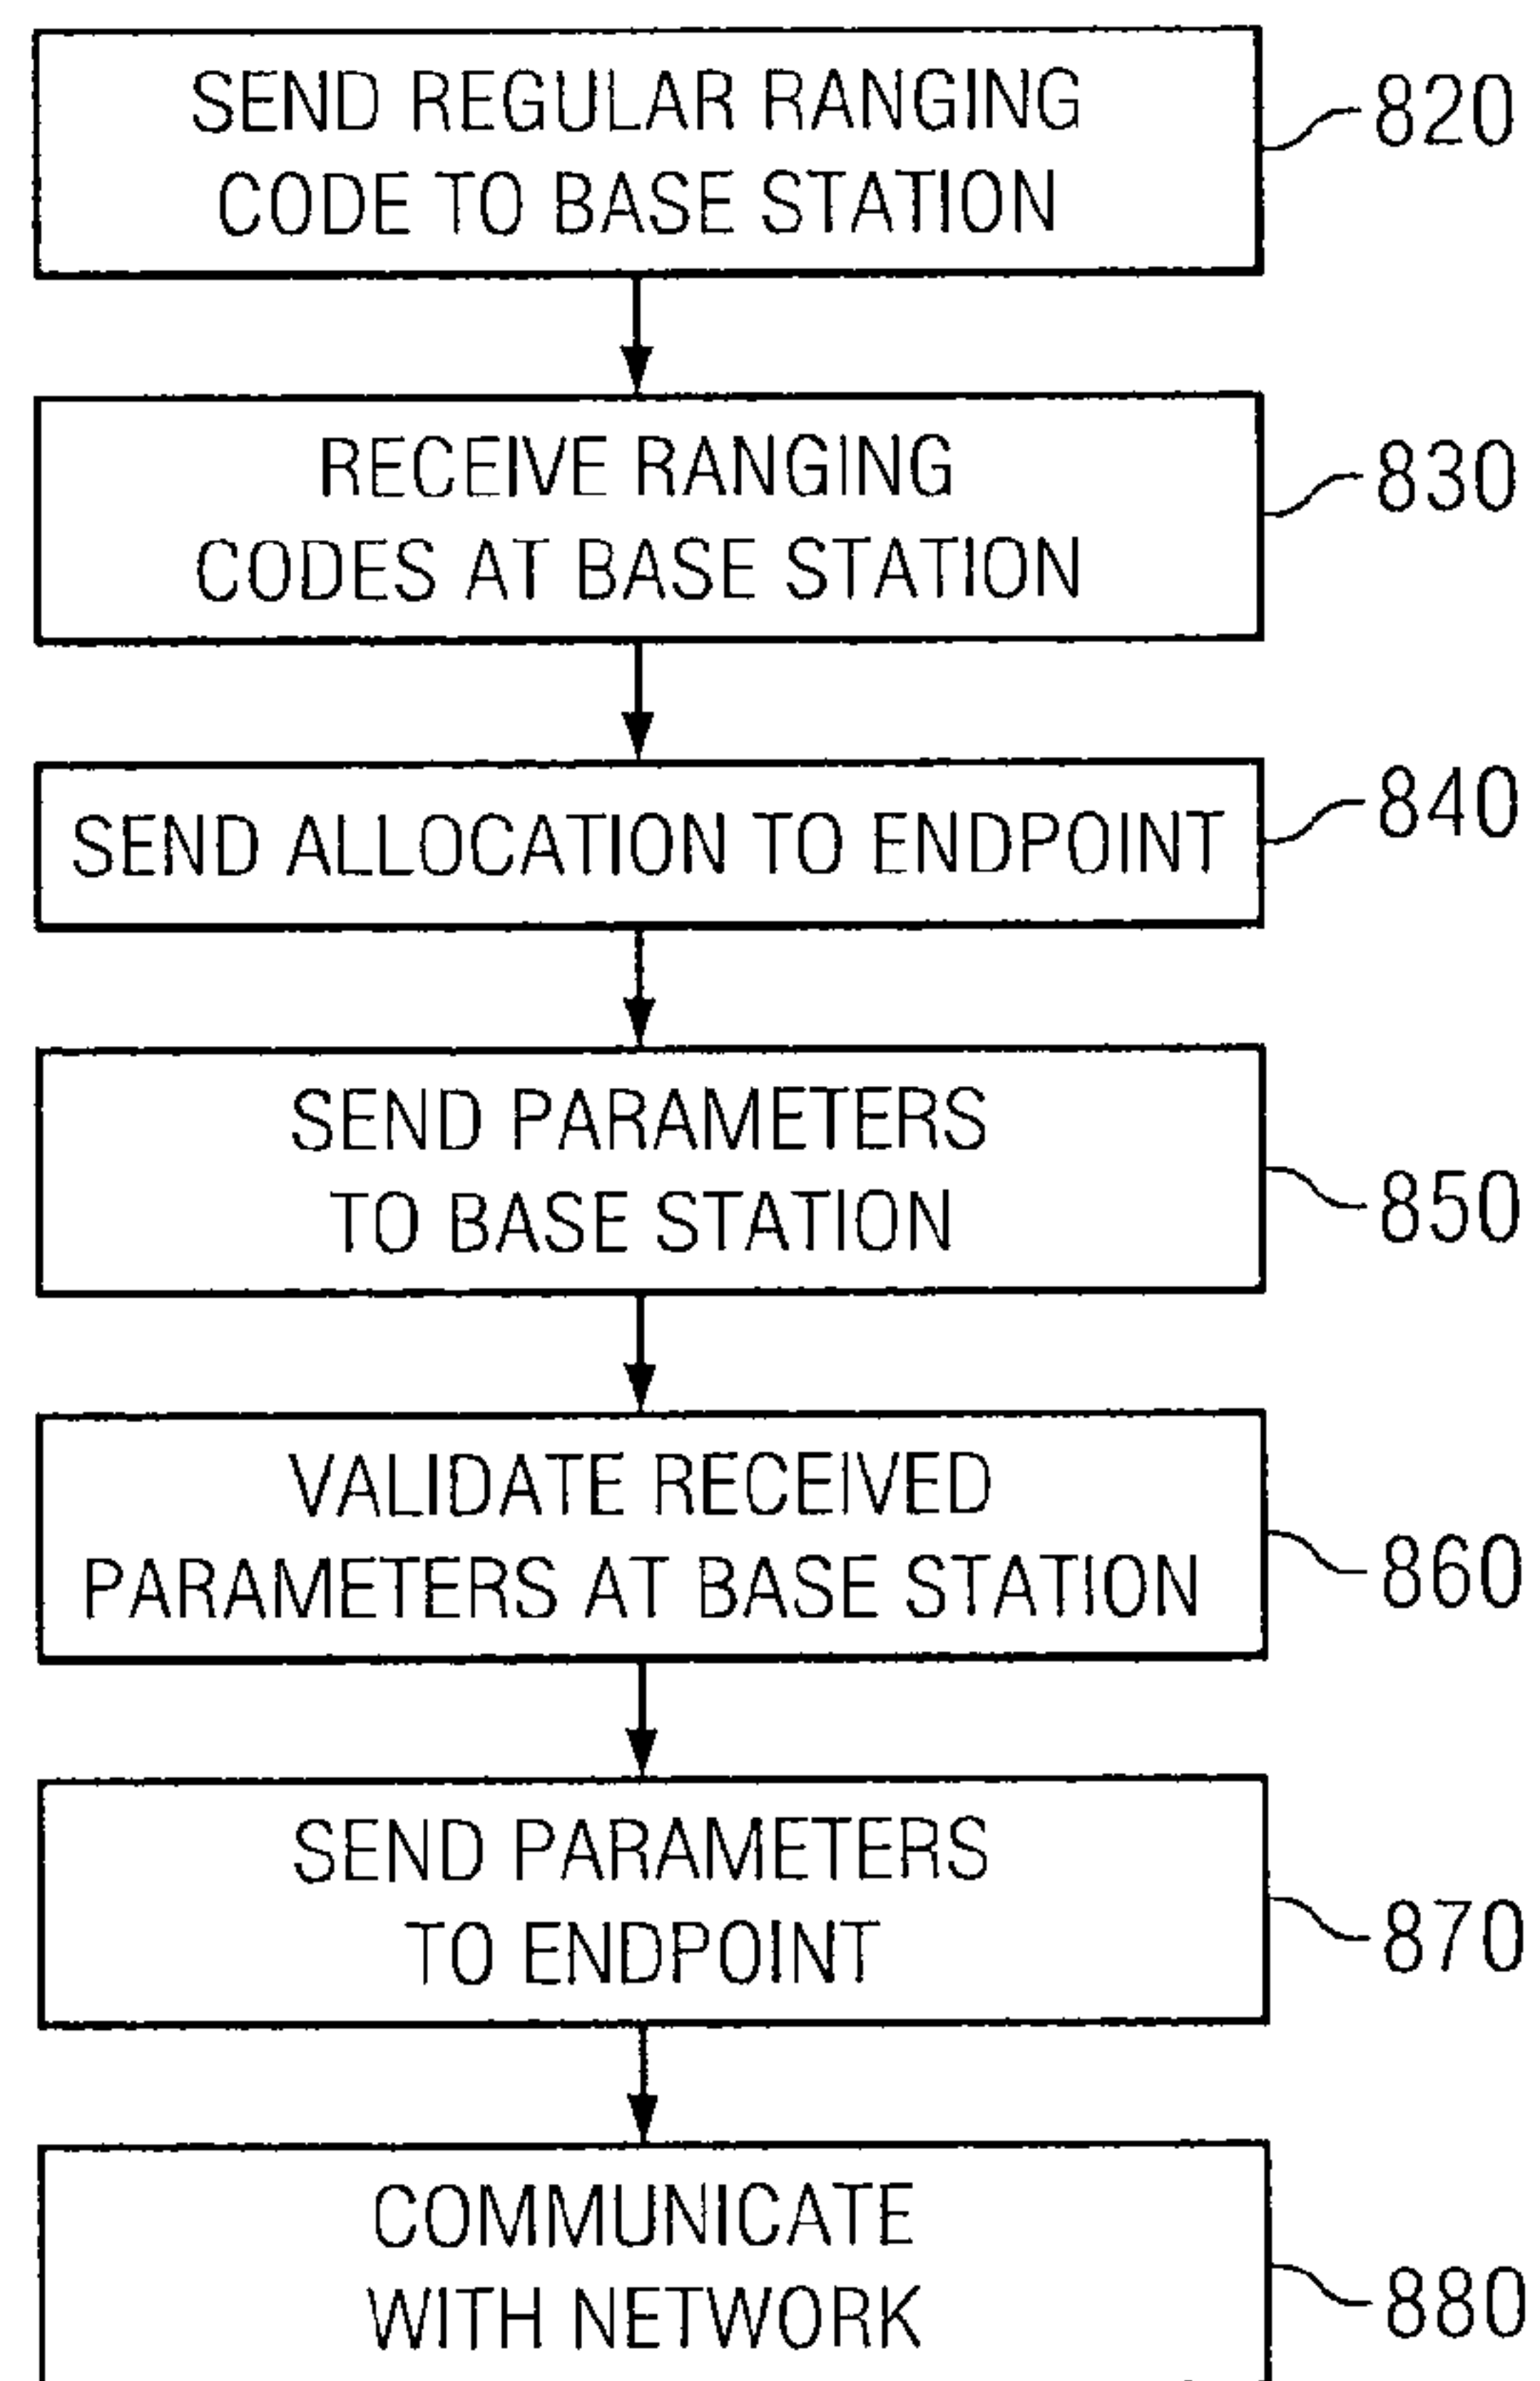 SEND REGULAR RANGING
CODE TO BASE STATION
820
RECEIVE RANGING
CODES AT BASE STATION
830
SEND ALLOCATION TO ENDPOINT
840
SEND PARAMETERS
TO BASE STATION
850
VALIDATE RECEIVED
PARAMETERS AT BASE STATION
860
SEND PARAMETERS
TO ENDPOINT
870
COMMUNICATE
WITH NETWORK
880